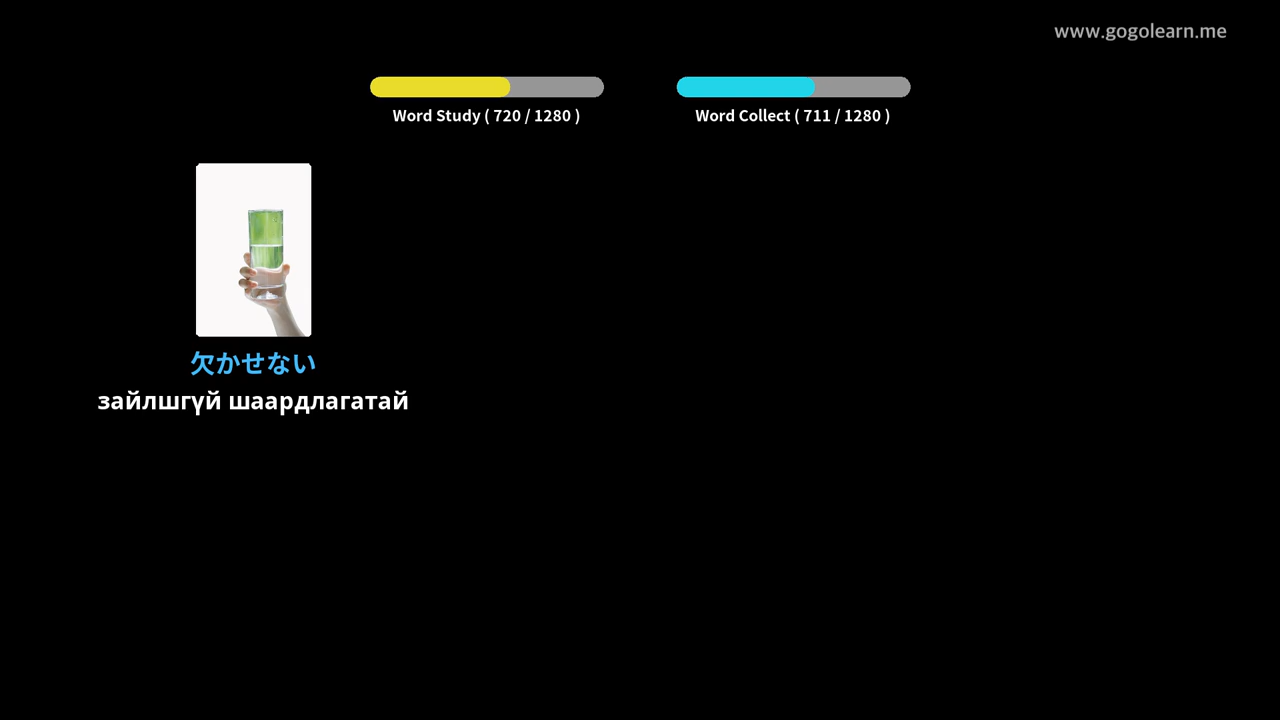 www.gogolearn.me
Word Study ( 720 / 1280 )
Word Collect ( 711 / 1280 )
欠かせない
зайлшгүй шаардлагатай